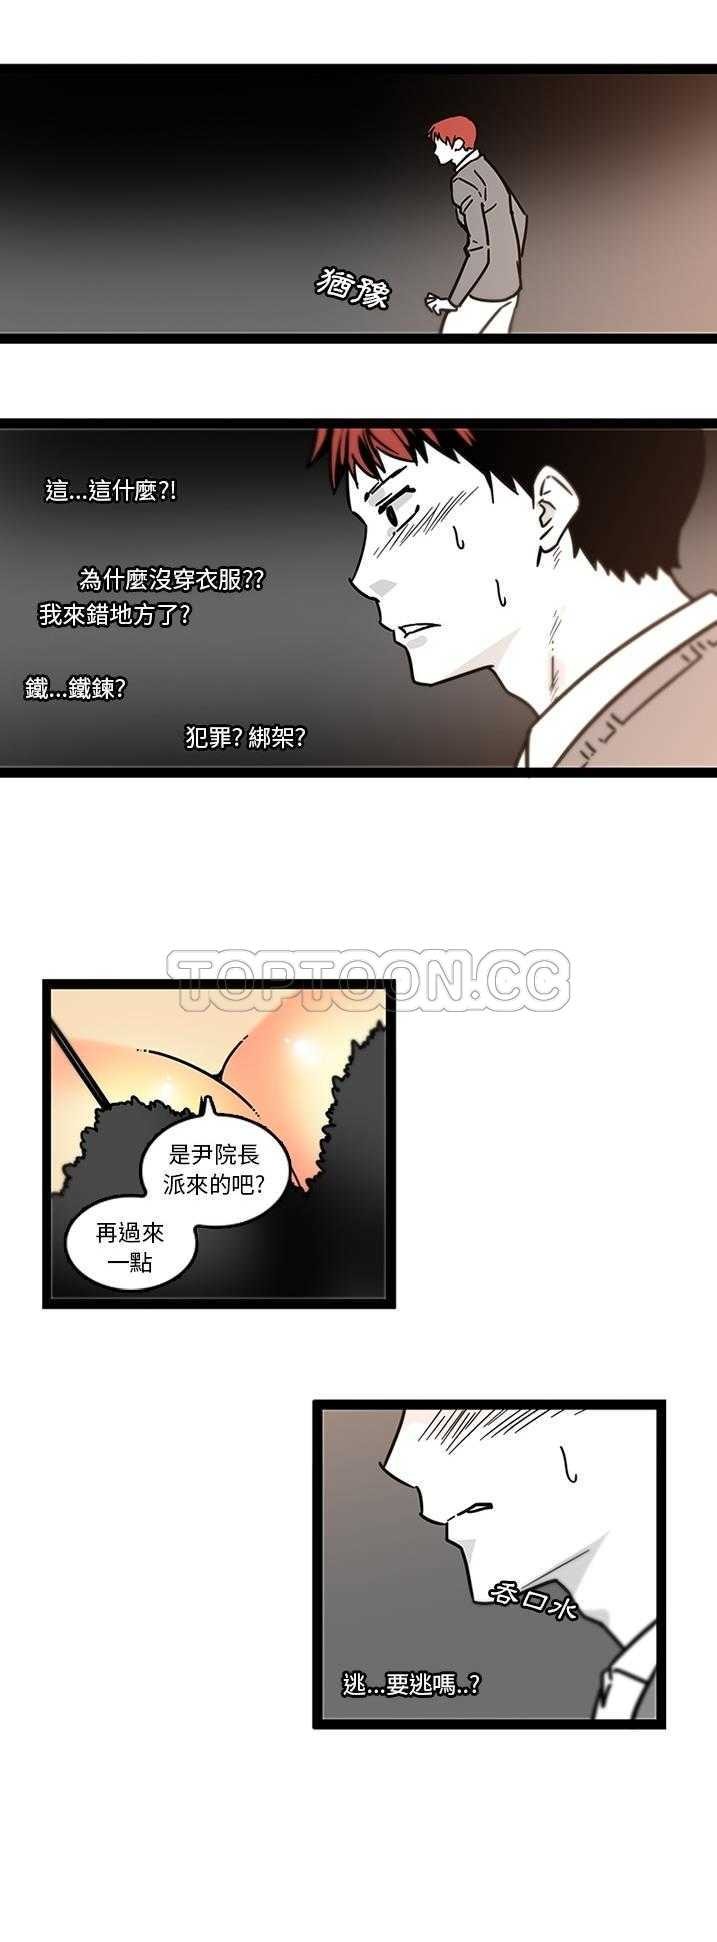 猶豫
這...這什麼?!
為什麼沒穿衣服??
我來錯地方了?
鐵...鐵鍊?
犯罪? 綁架?
TOPTOON.CC
是尹院長
派來的吧?
再過來
一點
吞口水
逃...要逃嗎..?